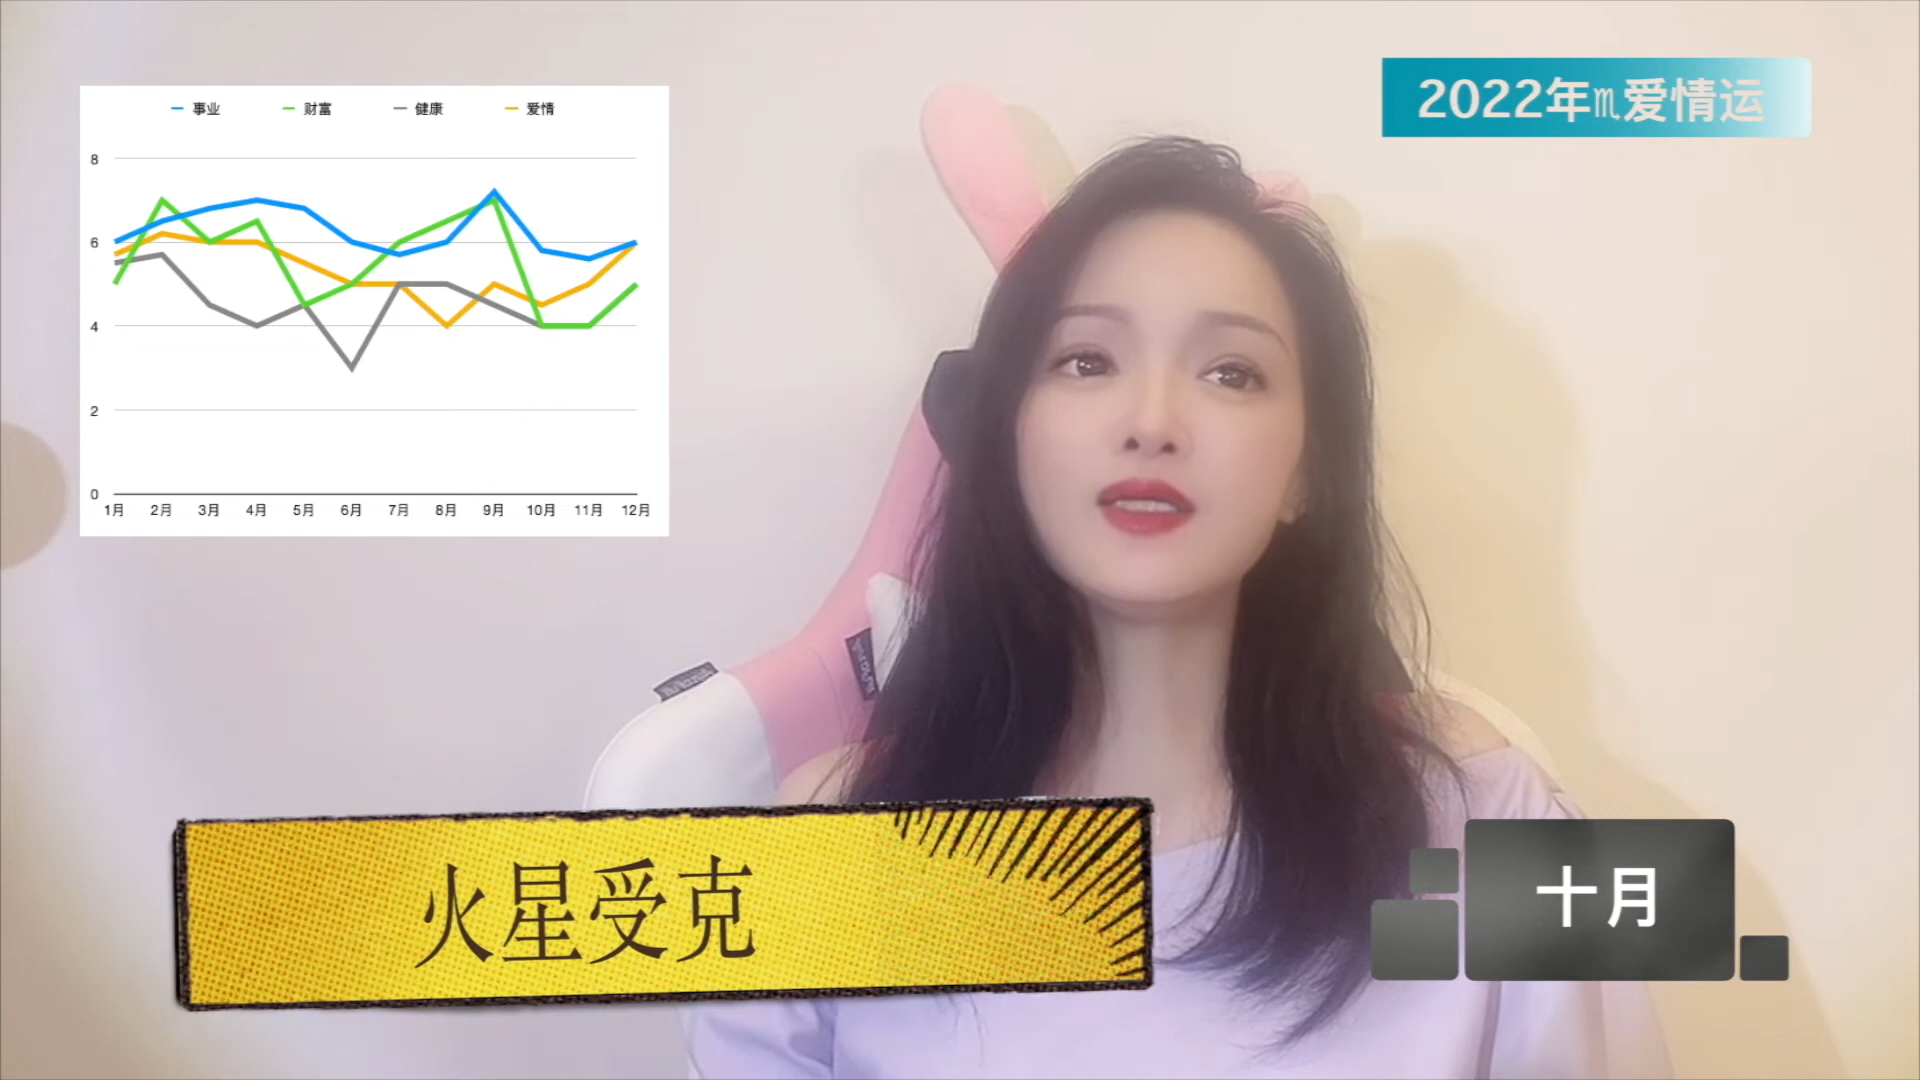 事业 财富 健康 爱情
8
6
4
2
0
1月 2月 3月 4月 5月 6月 7月 8月 9月 10月 11月 12月
2022年♏爱情运
火星受克
十月